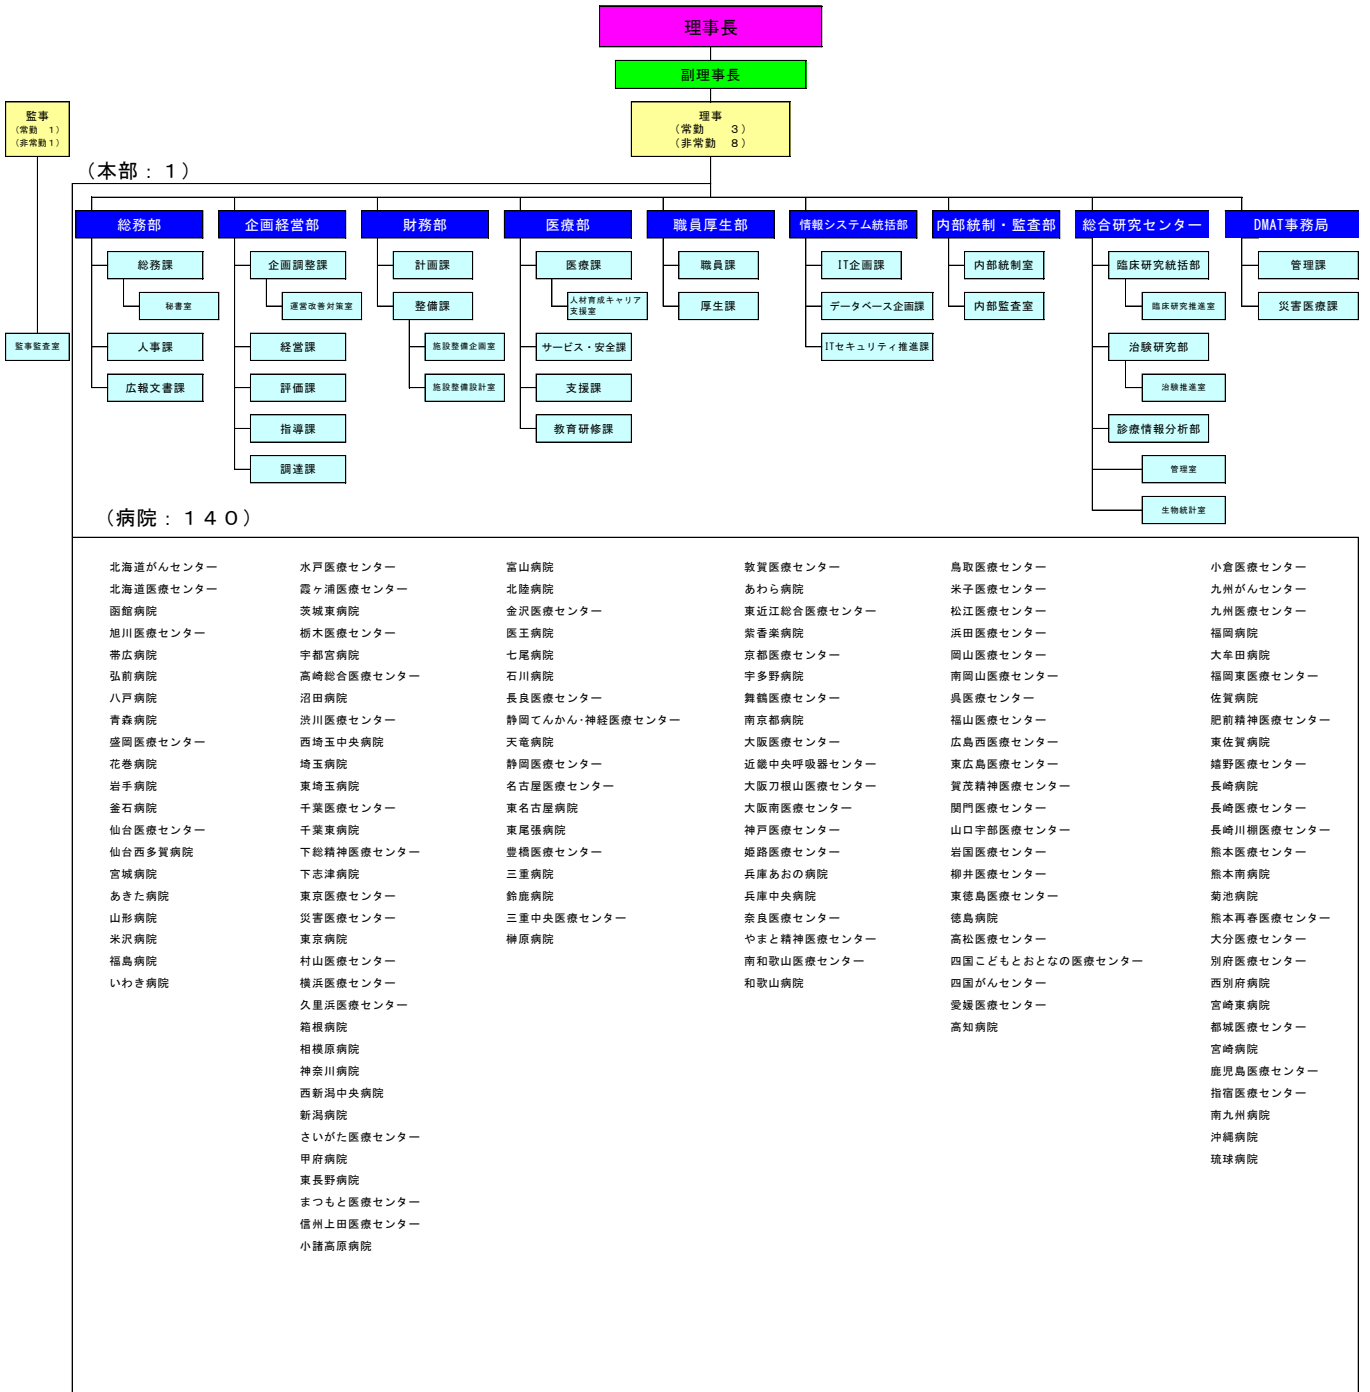 理事長
副理事長
監事
（常勤　１）
（非常勤１）
理事
（常勤　　３）
（非常勤　８）
（本部：１）
総務部
企画経営部
財務部
医療部
職員厚生部
情報システム統括部
内部統制・監査部
総合研究センター
DMAT事務局
総務課
秘書室
人事課
広報文書課
企画調整課
運営改善対策室
経営課
評価課
指導課
調達課
計画課
整備課
施設整備企画室
施設整備設計室
医療課
人材育成キャリア
支援室
サービス・安全課
支援課
教育研修課
職員課
厚生課
IT企画課
データベース企画課
ITセキュリティ推進課
内部統制室
内部監査室
臨床研究統括部
臨床研究推進室
治験研究部
治験推進室
診療情報分析部
管理室
生物統計室
管理課
災害医療課
監事監査室
（病院：１４０）
北海道がんセンター
北海道医療センター
函館病院
旭川医療センター
帯広病院
弘前病院
八戸病院
青森病院
盛岡医療センター
花巻病院
岩手病院
釜石病院
仙台医療センター
仙台西多賀病院
宮城病院
あきた病院
山形病院
米沢病院
福島病院
いわき病院
水戸医療センター
霞ヶ浦医療センター
茨城東病院
栃木医療センター
宇都宮病院
高崎総合医療センター
沼田病院
渋川医療センター
西埼玉中央病院
埼玉病院
東埼玉病院
千葉医療センター
千葉東病院
下総精神医療センター
下志津病院
東京医療センター
災害医療センター
東京病院
村山医療センター
横浜医療センター
久里浜医療センター
箱根病院
相模原病院
神奈川病院
西新潟中央病院
新潟病院
さいがた医療センター
甲府病院
東長野病院
まつもと医療センター
信州上田医療センター
小諸高原病院
富山病院
北陸病院
金沢医療センター
医王病院
七尾病院
石川病院
長良医療センター
静岡てんかん･神経医療センター
天竜病院
静岡医療センター
名古屋医療センター
東名古屋病院
東尾張病院
豊橋医療センター
三重病院
鈴鹿病院
三重中央医療センター
榊原病院
敦賀医療センター
あわら病院
東近江総合医療センター
紫香楽病院
京都医療センター
宇多野病院
舞鶴医療センター
南京都病院
大阪医療センター
近畿中央呼吸器センター
大阪刀根山医療センター
大阪南医療センター
神戸医療センター
姫路医療センター
兵庫あおの病院
兵庫中央病院
奈良医療センター
やまと精神医療センター
南和歌山医療センター
和歌山病院
鳥取医療センター
米子医療センター
松江医療センター
浜田医療センター
岡山医療センター
南岡山医療センター
呉医療センター
福山医療センター
広島西医療センター
東広島医療センター
賀茂精神医療センター
関門医療センター
山口宇部医療センター
岩国医療センター
柳井医療センター
東徳島医療センター
徳島病院
高松医療センター
四国こどもとおとなの医療センター
四国がんセンター
愛媛医療センター
高知病院
小倉医療センター
九州がんセンター
九州医療センター
福岡病院
大牟田病院
福岡東医療センター
佐賀病院
肥前精神医療センター
東佐賀病院
嬉野医療センター
長崎病院
長崎医療センター
長崎川棚医療センター
熊本医療センター
熊本南病院
菊池病院
熊本再春医療センター
大分医療センター
別府医療センター
西別府病院
宮崎東病院
都城医療センター
宮崎病院
鹿児島医療センター
指宿医療センター
南九州病院
沖縄病院
琉球病院